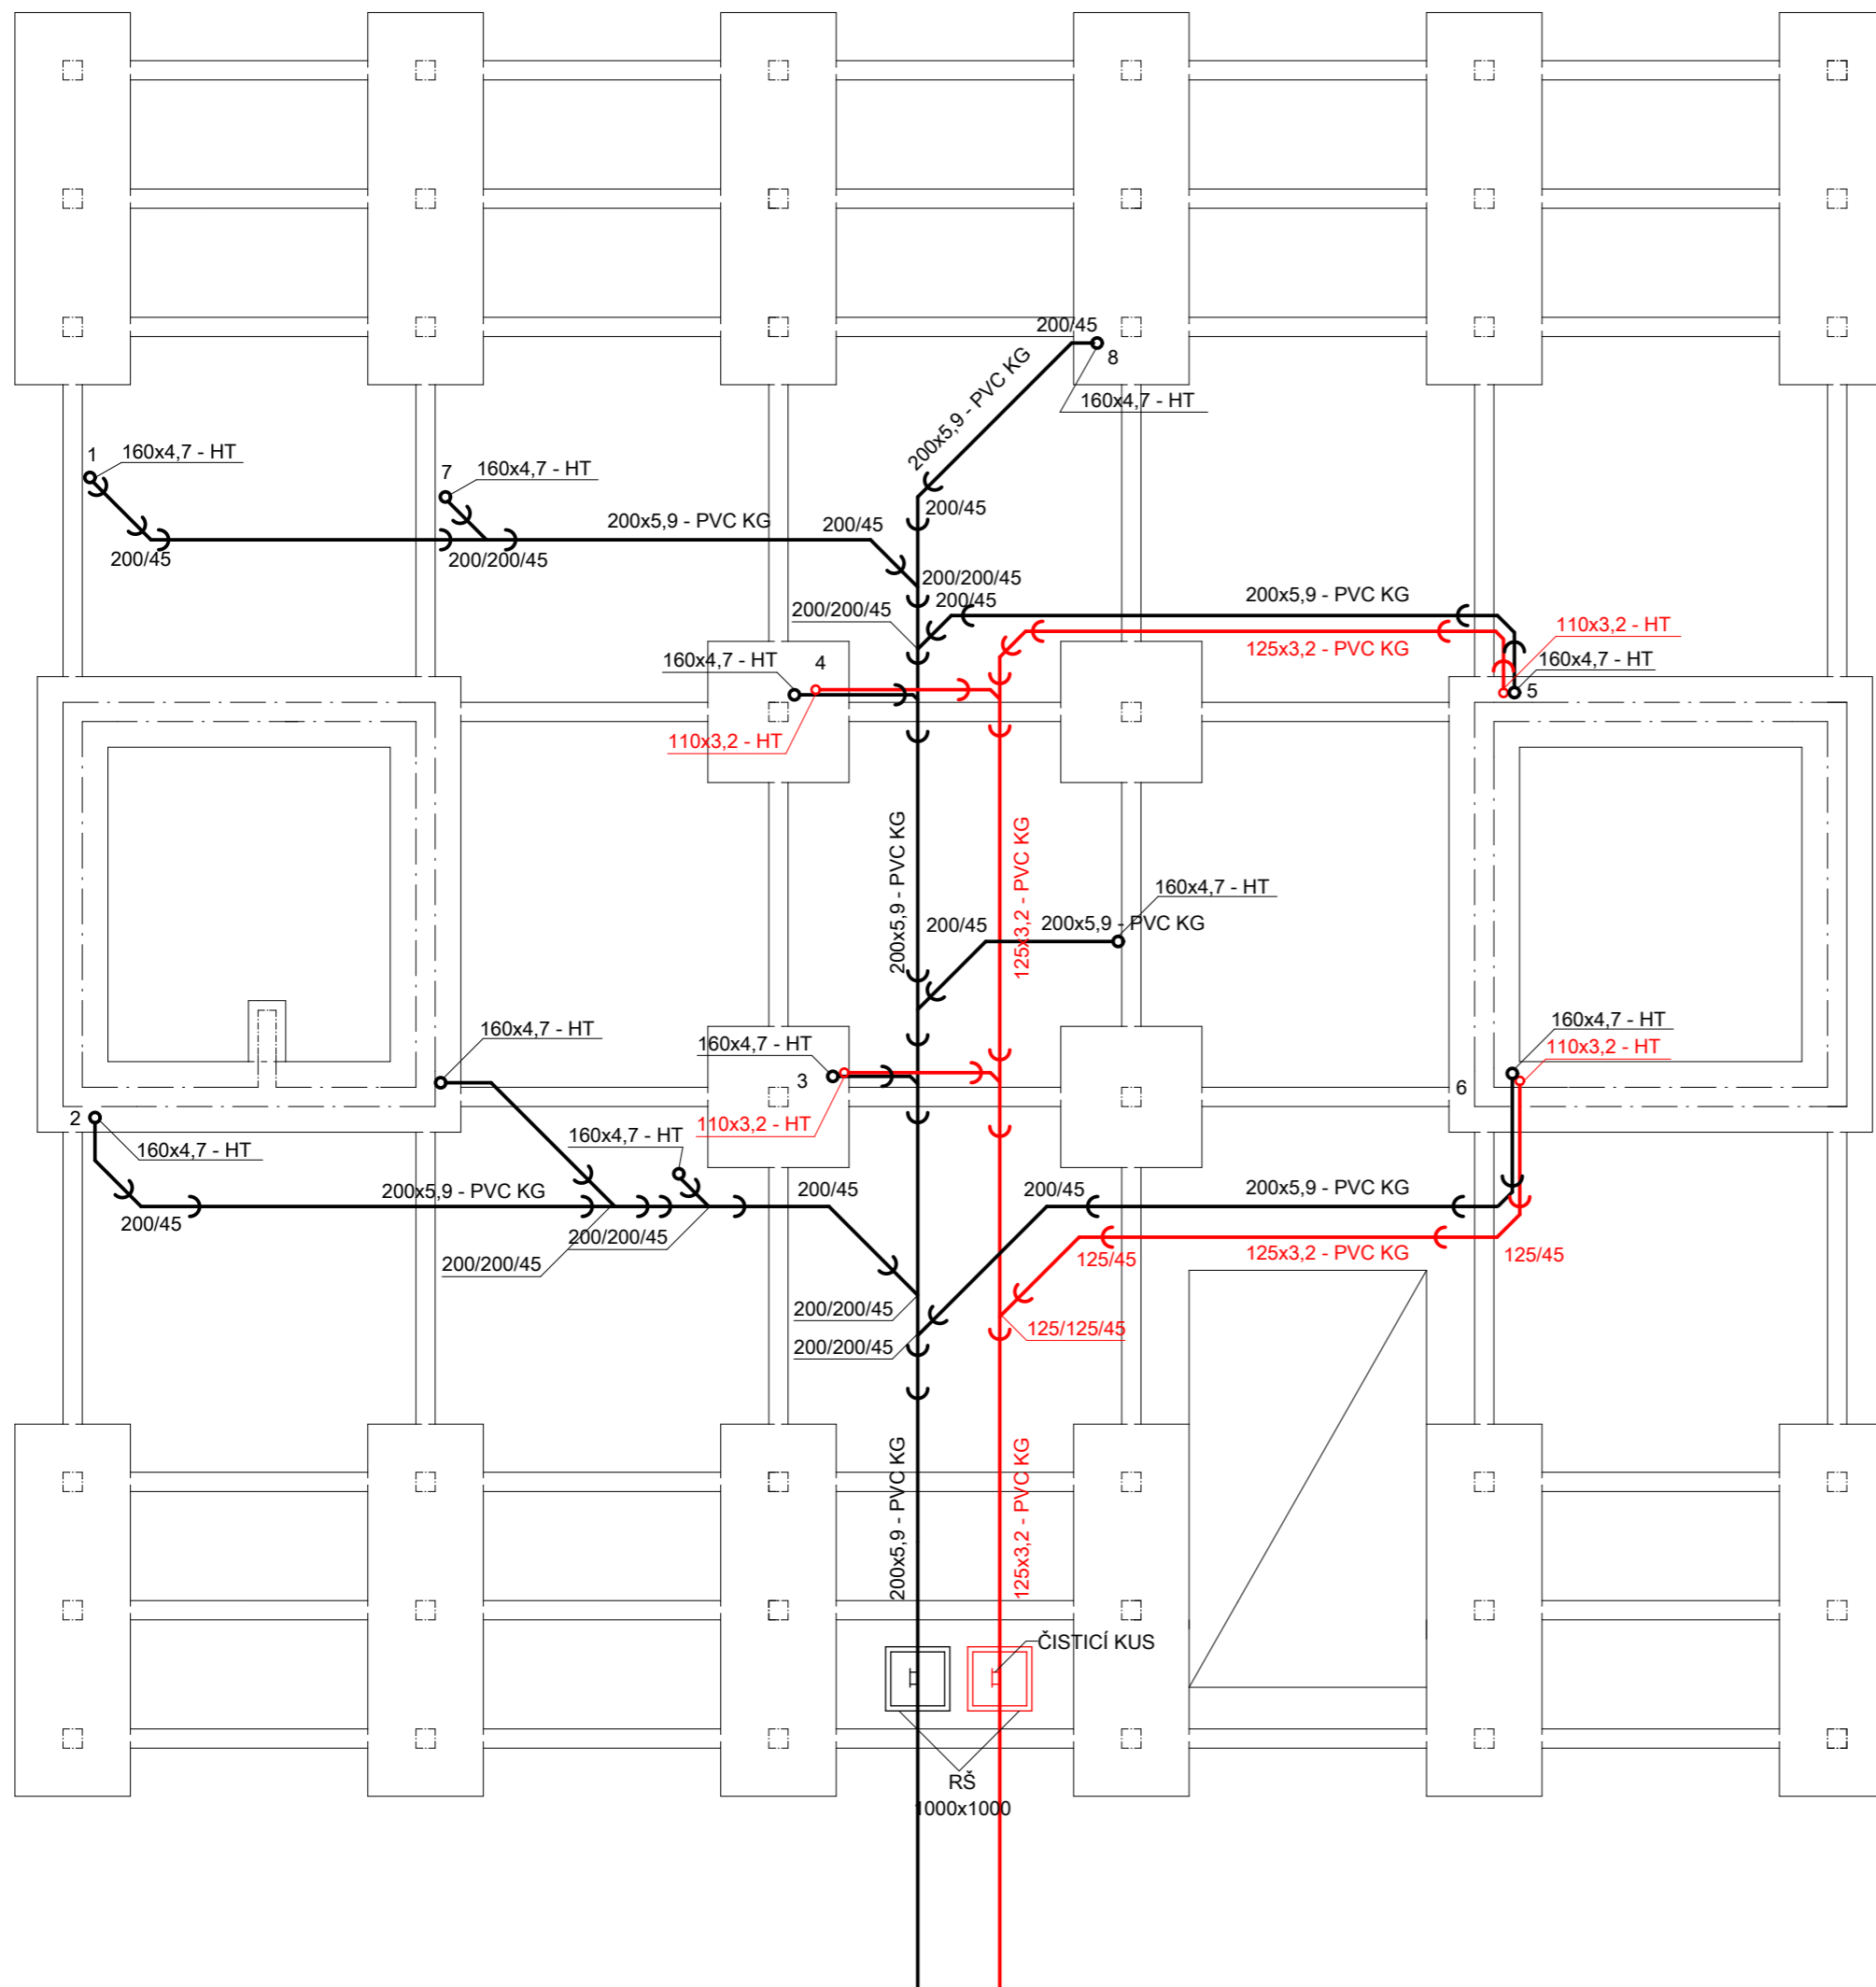 200/45
8
200x5,9 - PVC KG
160x4,7 - HT
1
160x4,7 - HT
7
160x4,7 - HT
200/45
200x5,9 - PVC KG
200/45
200/45
200/200/45
200/200/45
200/45
200/200/45
200x5,9 - PVC KG
110x3,2 - HT
125x3,2 - PVC KG
160x4,7 - HT
160x4,7 - HT
4
5
110x3,2 - HT
200x5,9 - PVC KG
125x3,2 - PVC KG
160x4,7 - HT
200/45
200x5,9 - PVC KG
160x4,7 - HT
160x4,7 - HT
160x4,7 - HT
110x3,2 - HT
3
6
2
110x3,2 - HT
160x4,7 - HT
160x4,7 - HT
200x5,9 - PVC KG
200/45
200/45
200x5,9 - PVC KG
200/45
200/200/45
200/200/45
125/45
125x3,2 - PVC KG
125/45
200/200/45
125/125/45
200/200/45
200x5,9 - PVC KG
125x3,2 - PVC KG
ČISTICÍ KUS
RŠ
1000x1000